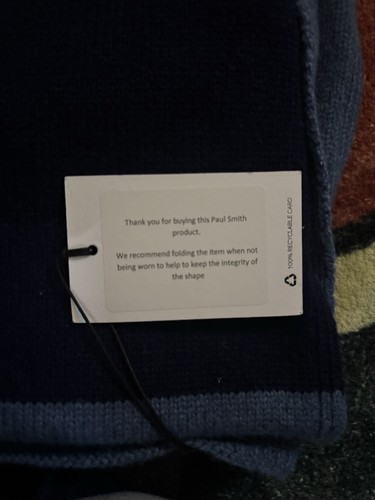 Thank you for buying this Paul Smith
product.
We recommend folding the item when not
being worn to help to keep the integrity of
the shape
100% RECYCLABLE CARD